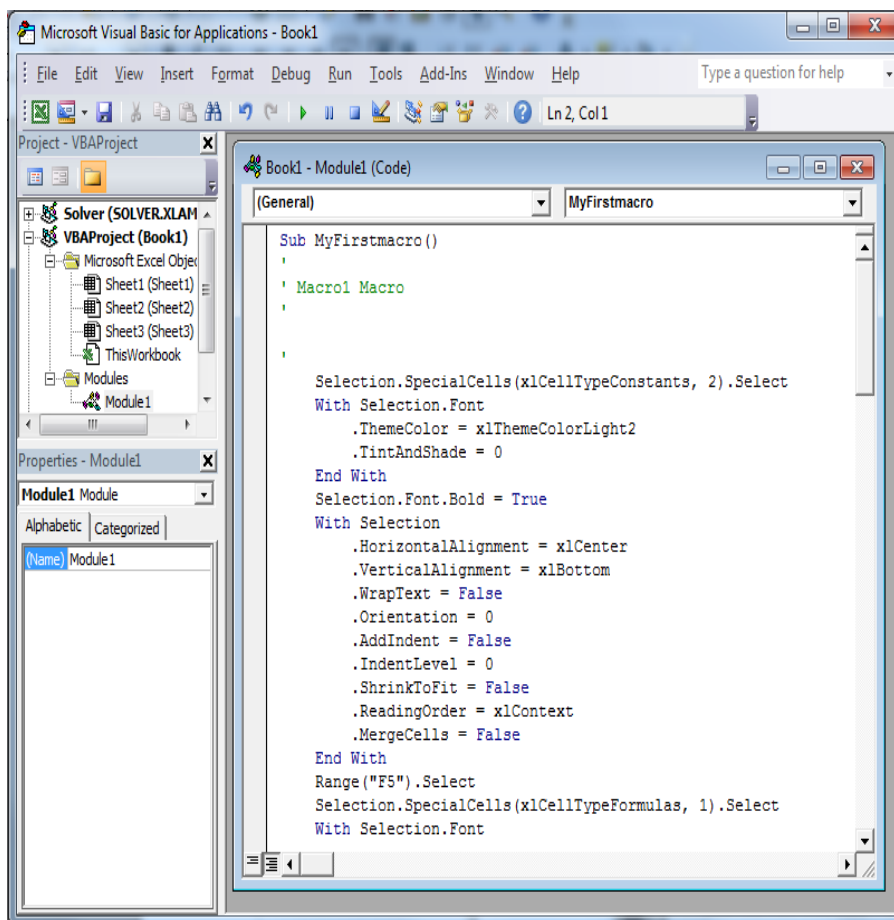 Microsoft Visual Basic for Applications - Book1
File Edit View Insert Format Debug Run Tools Add-Ins Window Help Type a question for help
Ln 2, Col 1
Project - VBAProject
Solver (SOLVER.XLAM
VBAProject (Book1)
Microsoft Excel Objec
Sheet1 (Sheet1)
Sheet2 (Sheet2)
Sheet3 (Sheet3)
ThisWorkbook
Modules
Module1
Properties - Module1
Module1 Module
Alphabetic Categorized
(Name) Module1
Book1 - Module1 (Code)
(General) MyFirstmacro
Sub MyFirstmacro()
'
' Macro1 Macro
'
'
Selection.SpecialCells(xlCellTypeConstants, 2).Select
With Selection.Font
.ThemeColor = xlThemeColorLight2
.TintAndShade = 0
End With
Selection.Font.Bold = True
With Selection
.HorizontalAlignment = xlCenter
.VerticalAlignment = xlBottom
.WrapText = False
.Orientation = 0
.AddIndent = False
.IndentLevel = 0
.ShrinkToFit = False
.ReadingOrder = xlContext
.MergeCells = False
End With
Range("F5").Select
Selection.SpecialCells(xlCellTypeFormulas, 1).Select
With Selection.Font